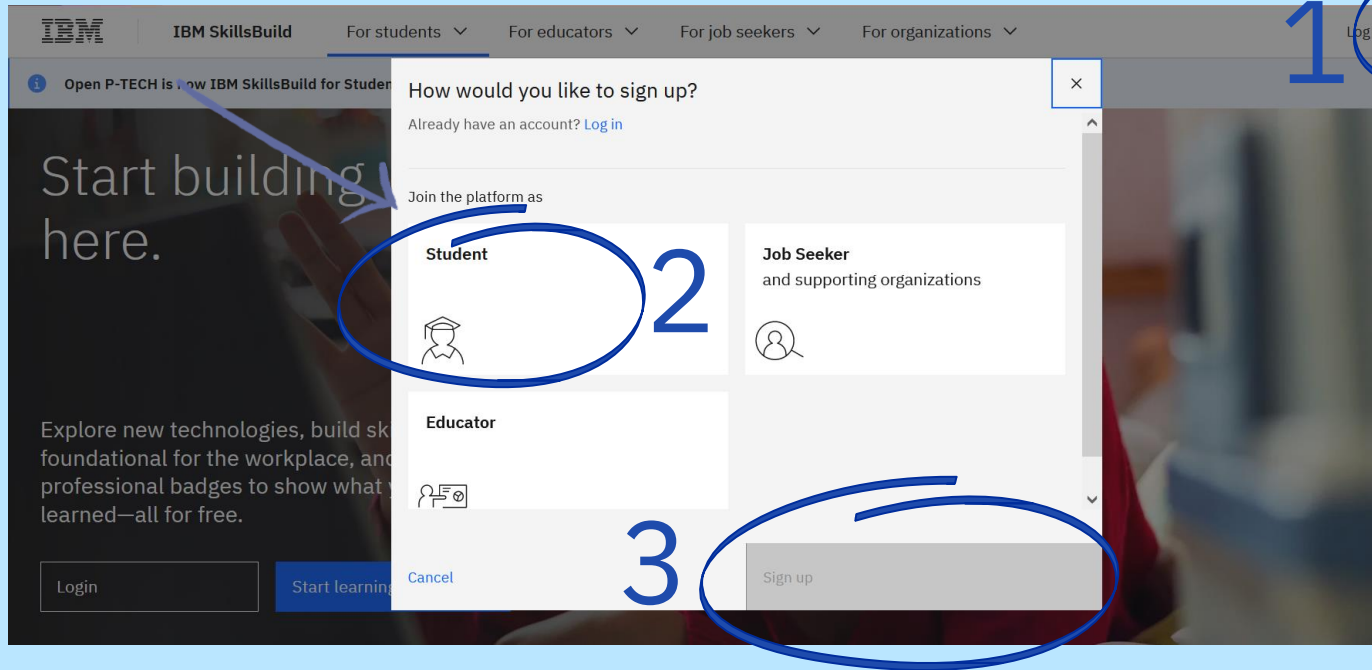 IBM
IBM SkillsBuild
For students
For educators
For job seekers
For organizations
1
Log
Open P-TECH is now IBM SkillsBuild for Studen
How would you like to sign up?
Already have an account? Log in
Start building
here.
Join the platform as
Student
2
Job Seeker
and supporting organizations
Educator
Explore new technologies, build sk
foundational for the workplace, and
professional badges to show what y
learned—all for free.
3
Login
Start learning
Cancel
Sign up